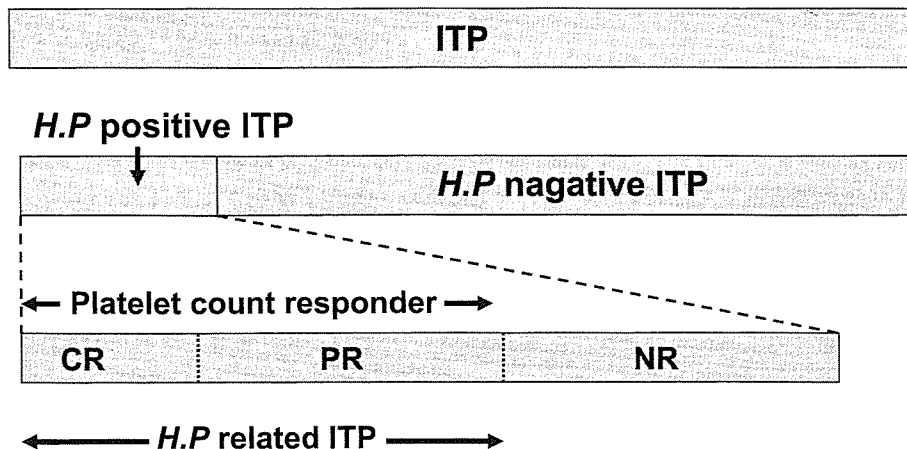 ITP
H.P positive ITP
H.P nagative ITP
Platelet count responder
CR PR NR
H.P related ITP